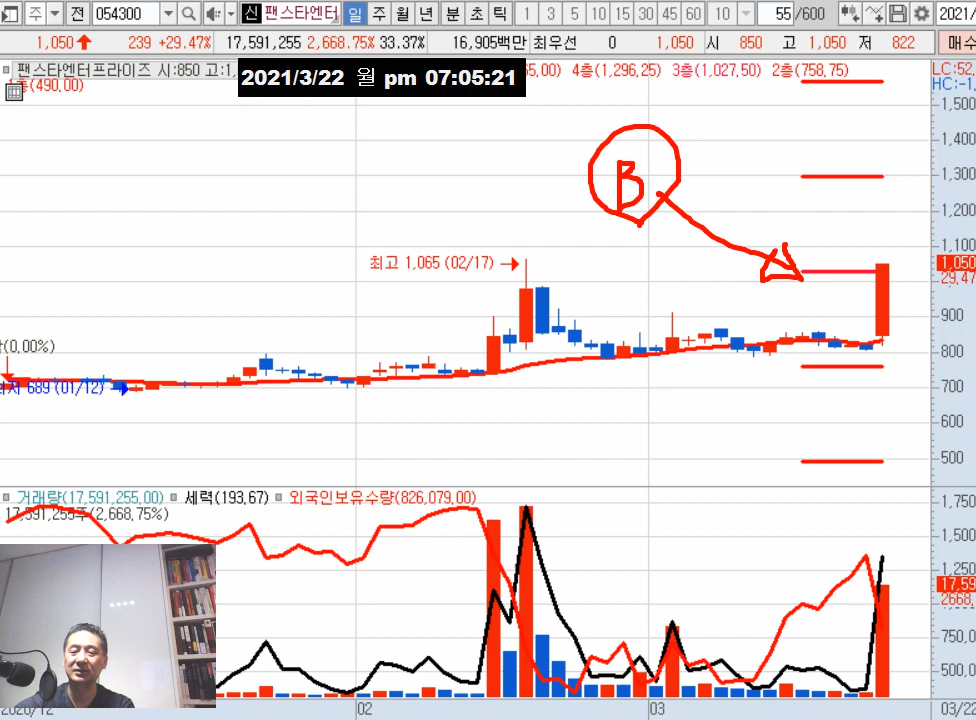 주 전 054300 신 팬스타엔터 일 주 월 년 분 초 틱 1 3 5 10 15 30 45 60 10 55 /600 2021/
1,050 239 +29.47% 17,591,255 2,668.75% 33.37% 16,905백만 최우선 0 1,050 시 850 고 1,050 저 822 매수
팬스타엔터프라이즈 시:850 고:1, 4층(1,296.25) 3층(1,027.50) 2층(758.75) LC:52,
2021/3/22 월 pm 07:05:21
HC:-1,
층(490.00)
1,500
1,400
1,300
B
1,200
1,100
최고 1,065 (02/17)
1,050
29.47
900
(0.00%)
800
689 (01/12)
700
600
500
거래량(17,591,255.00) 세력(193.67) 외국인보유수량(826,079.00)
17,591,255주(2,668.75%)
1,750
1,500
1,250
17,59
2668,
750,0
500,0
2020/12 02 03 03/22